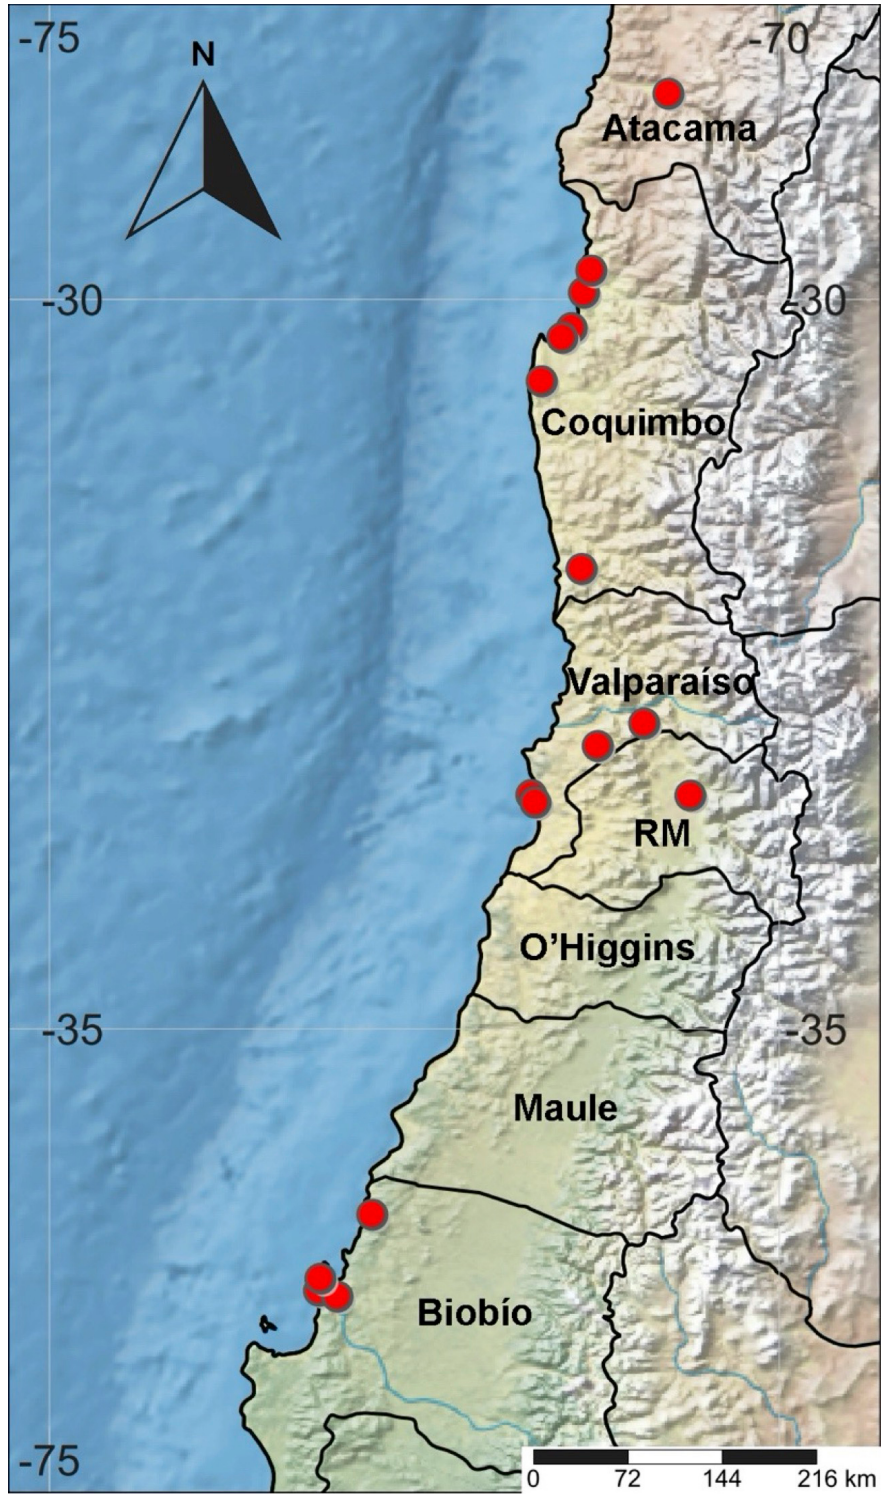 -75
-70
N
Atacama
-30
-30
Coquimbo
Valparaíso
RM
O’Higgins
-35
-35
Maule
Biobío
-75
0 72 144 216 km